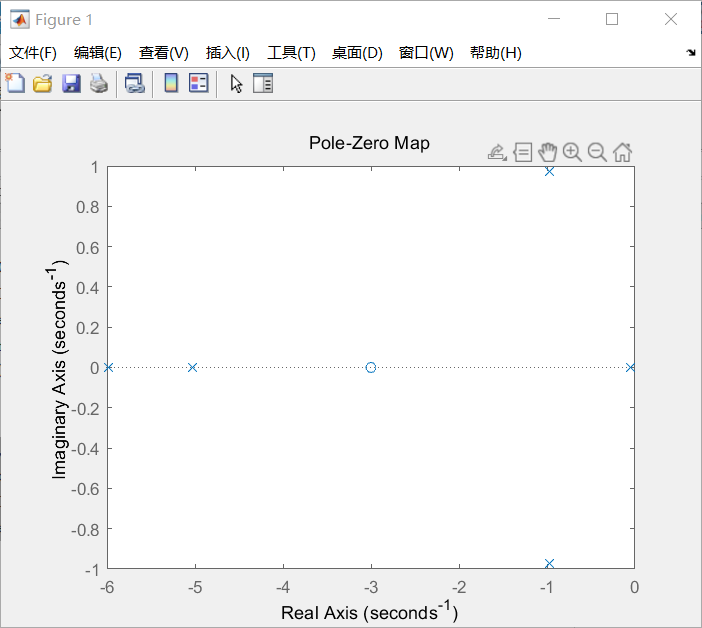 Figure 1
文件(F) 编辑(E) 查看(V) 插入(I) 工具(T) 桌面(D) 窗口(W) 帮助(H)
Pole-Zero Map
1
0.8
0.6
0.4
0.2
0
-0.2
-0.4
-0.6
-0.8
-1
Imaginary Axis (seconds⁻¹)
-6 -5 -4 -3 -2 -1 0
Real Axis (seconds⁻¹)